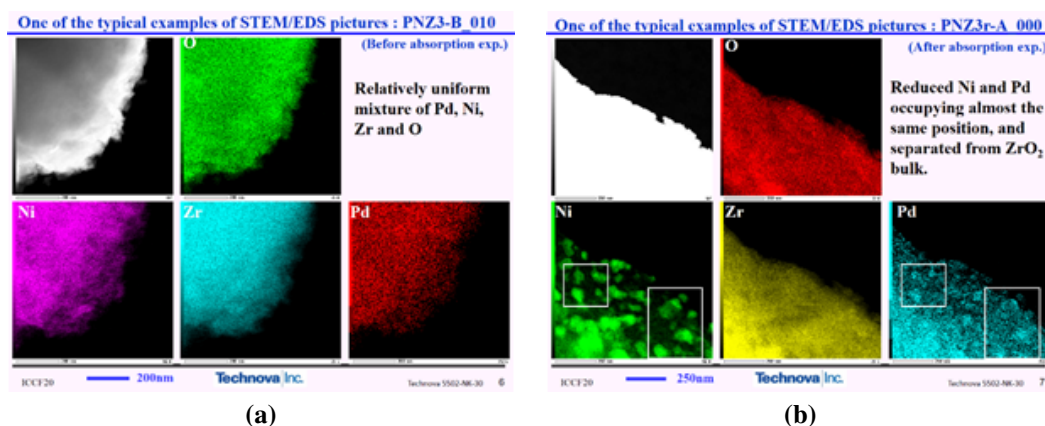 One of the typical examples of STEM/EDS pictures : PNZ3-B_010
(Before absorption exp.)
O
Relatively uniform
mixture of Pd, Ni,
Zr and O
Ni
Zr
Pd
ICCF20
200nm
Technova Inc.
Technova SS02-NK-30
6
(a)
One of the typical examples of STEM/EDS pictures : PNZ3r-A_000
(After absorption exp.)
O
Reduced Ni and Pd
occupying almost the
same position, and
separated from ZrO2
bulk.
Ni
Zr
Pd
ICCF20
250nm
Technova Inc.
Technova SS02-NK-30
7
(b)